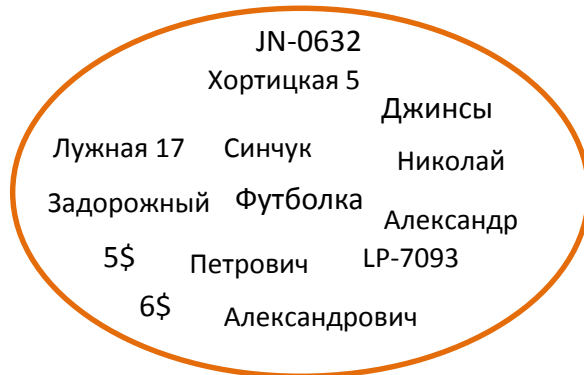 JN-0632
Хортицкая 5
Джинсы
Лужная 17 Синчук Николай
Задорожный Футболка Александр
5$ Петрович LP-7093
6$ Александрович